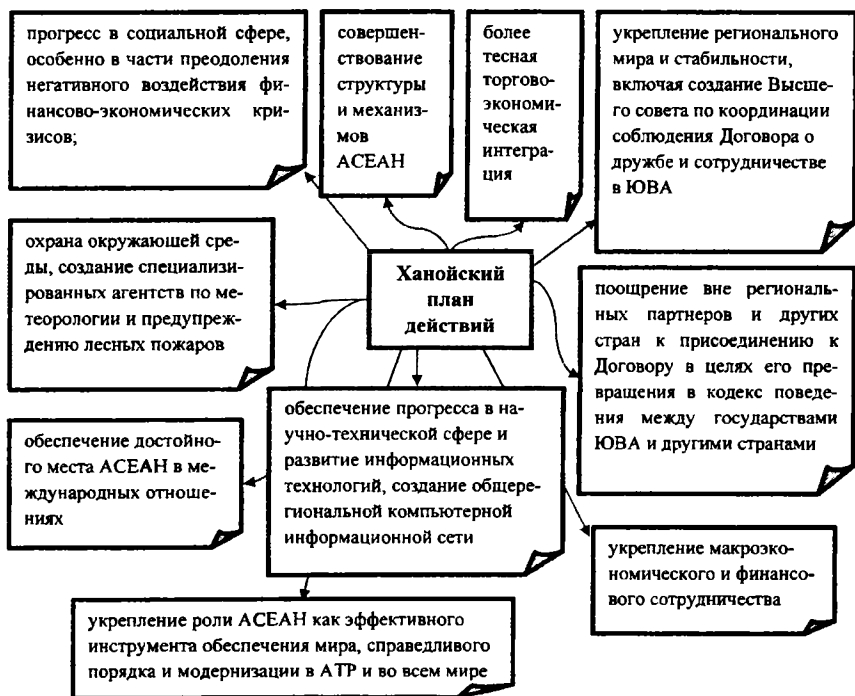 прогресс в социальной сфере,
особенно в части преодоления
негативного воздействия фи-
нансово-экономических кри-
зисов;
совершен-
ствование
структуры
и механиз-
мов
АСЕАН
более
тесная
торгово-
экономи-
ческая
интегра-
ция
укрепление регионального
мира и стабильности,
включая создание Высше-
го совета по координации
соблюдения Договора о
дружбе и сотрудничестве
в ЮВА
охрана окружающей сре-
ды, создание специализи-
рованных агентств по ме-
теорологии и предупреж-
дению лесных пожаров
Ханойский
план
действий
поощрение вне региональ-
ных партнеров и других
стран к присоединению к
Договору в целях его пре-
вращения в кодекс поведе-
ния между государствами
ЮВА и другими странами
обеспечение достойно-
го места АСЕАН в ме-
ждународных отноше-
ниях
обеспечение прогресса в на-
учно-технической сфере и
развитие информационных
технологий, создание общере-
гиональной компьютерной
информационной сети
укрепление макроэко-
номического и финансо-
вого сотрудничества
укрепление роли АСЕАН как эффективного
инструмента обеспечения мира, справедливого
порядка и модернизации в АТР и во всем мире